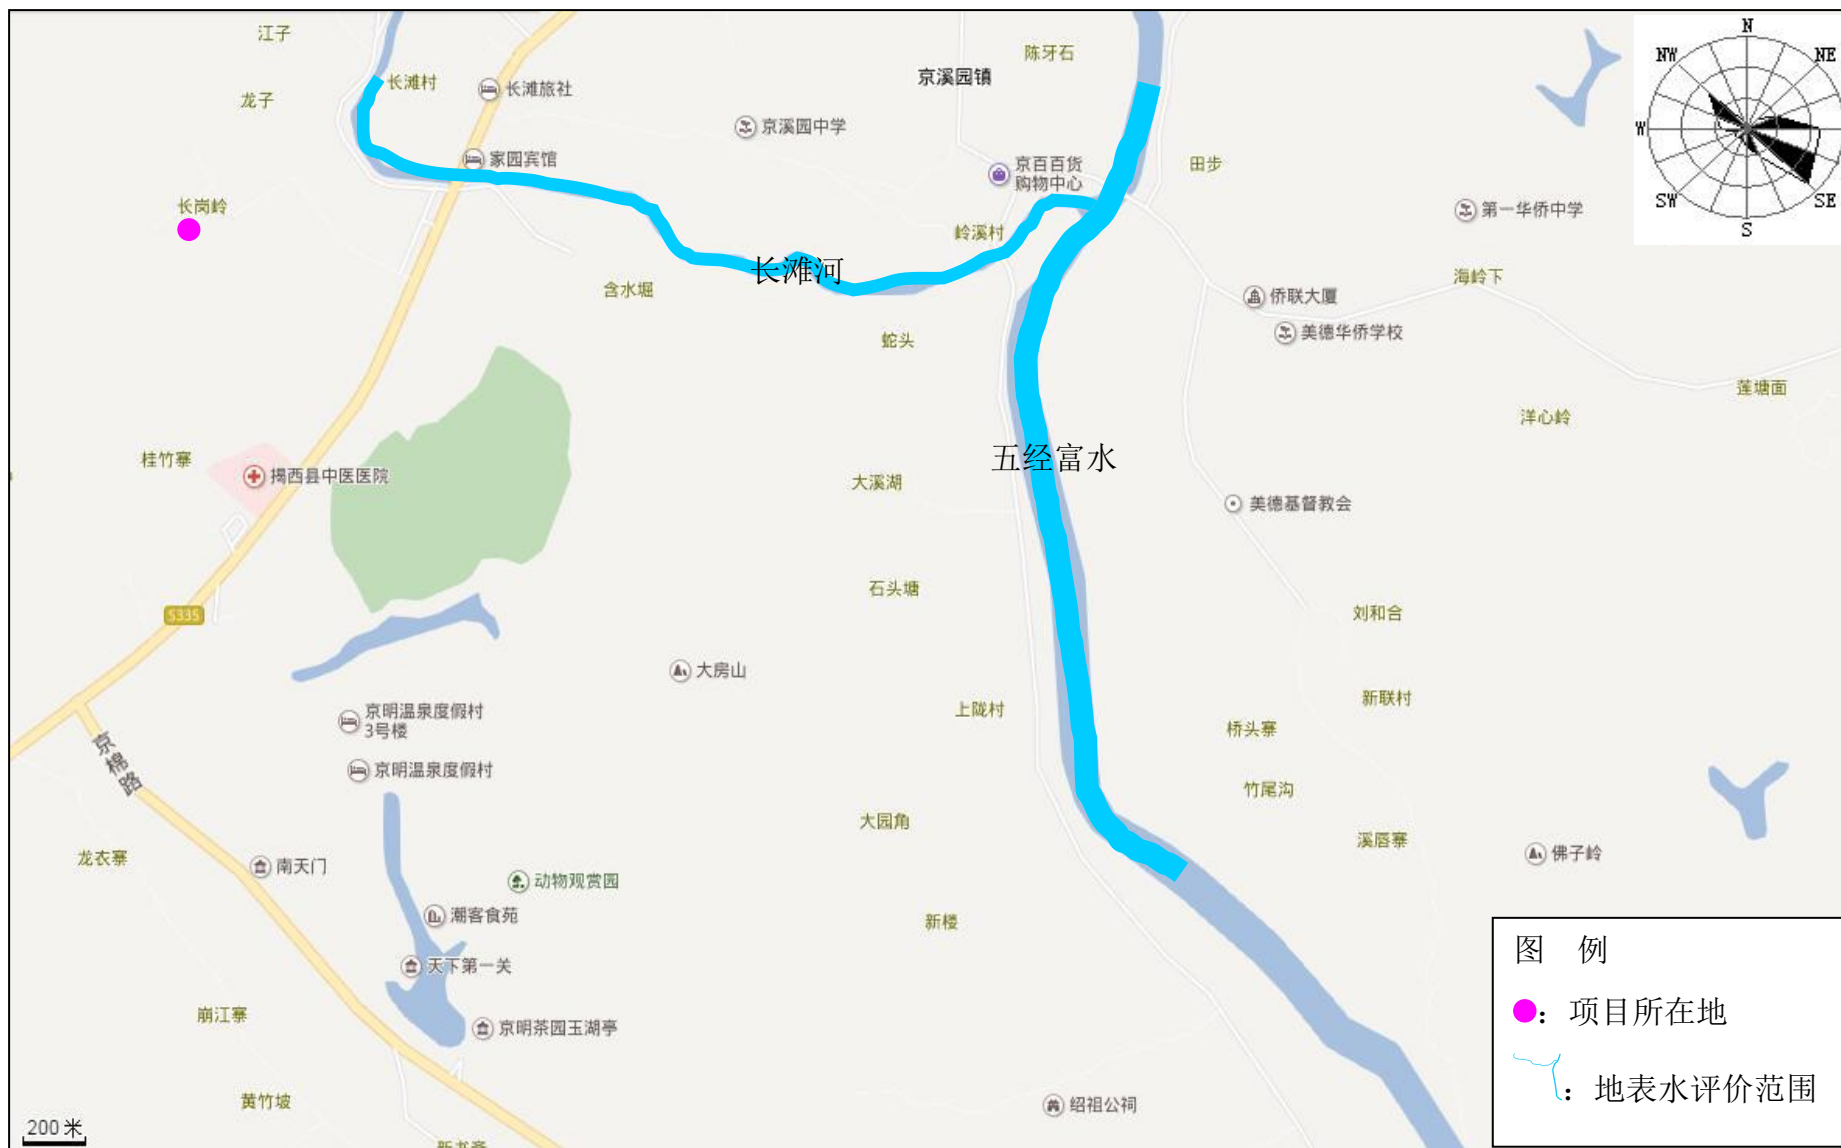 江子
陈牙石
N
NW
NE
京溪园镇
长滩村
长滩旅社
龙子
京溪园中学
W
家园宾馆
京百百货
购物中心
田步
长岗岭
SW
SE
第一华侨中学
S
岭溪村
长滩河
含水堀
海岭下
侨联大厦
美德华侨学校
蛇头
莲塘面
洋心岭
桂竹寨
五经富水
揭西县中医医院
大溪湖
美德基督教会
石头塘
S335
刘和合
大房山
新联村
京明温泉度假村
3号楼
上陇村
桥头寨
京棉路
京明温泉度假村
竹尾沟
大园角
溪唇寨
龙衣寨
南天门
佛子岭
动物观赏园
潮客食苑
新楼
图 例
天下第一关
崩江寨
京明茶园玉湖亭
：项目所在地
：地表水评价范围
黄竹坡
绍祖公祠
200 米